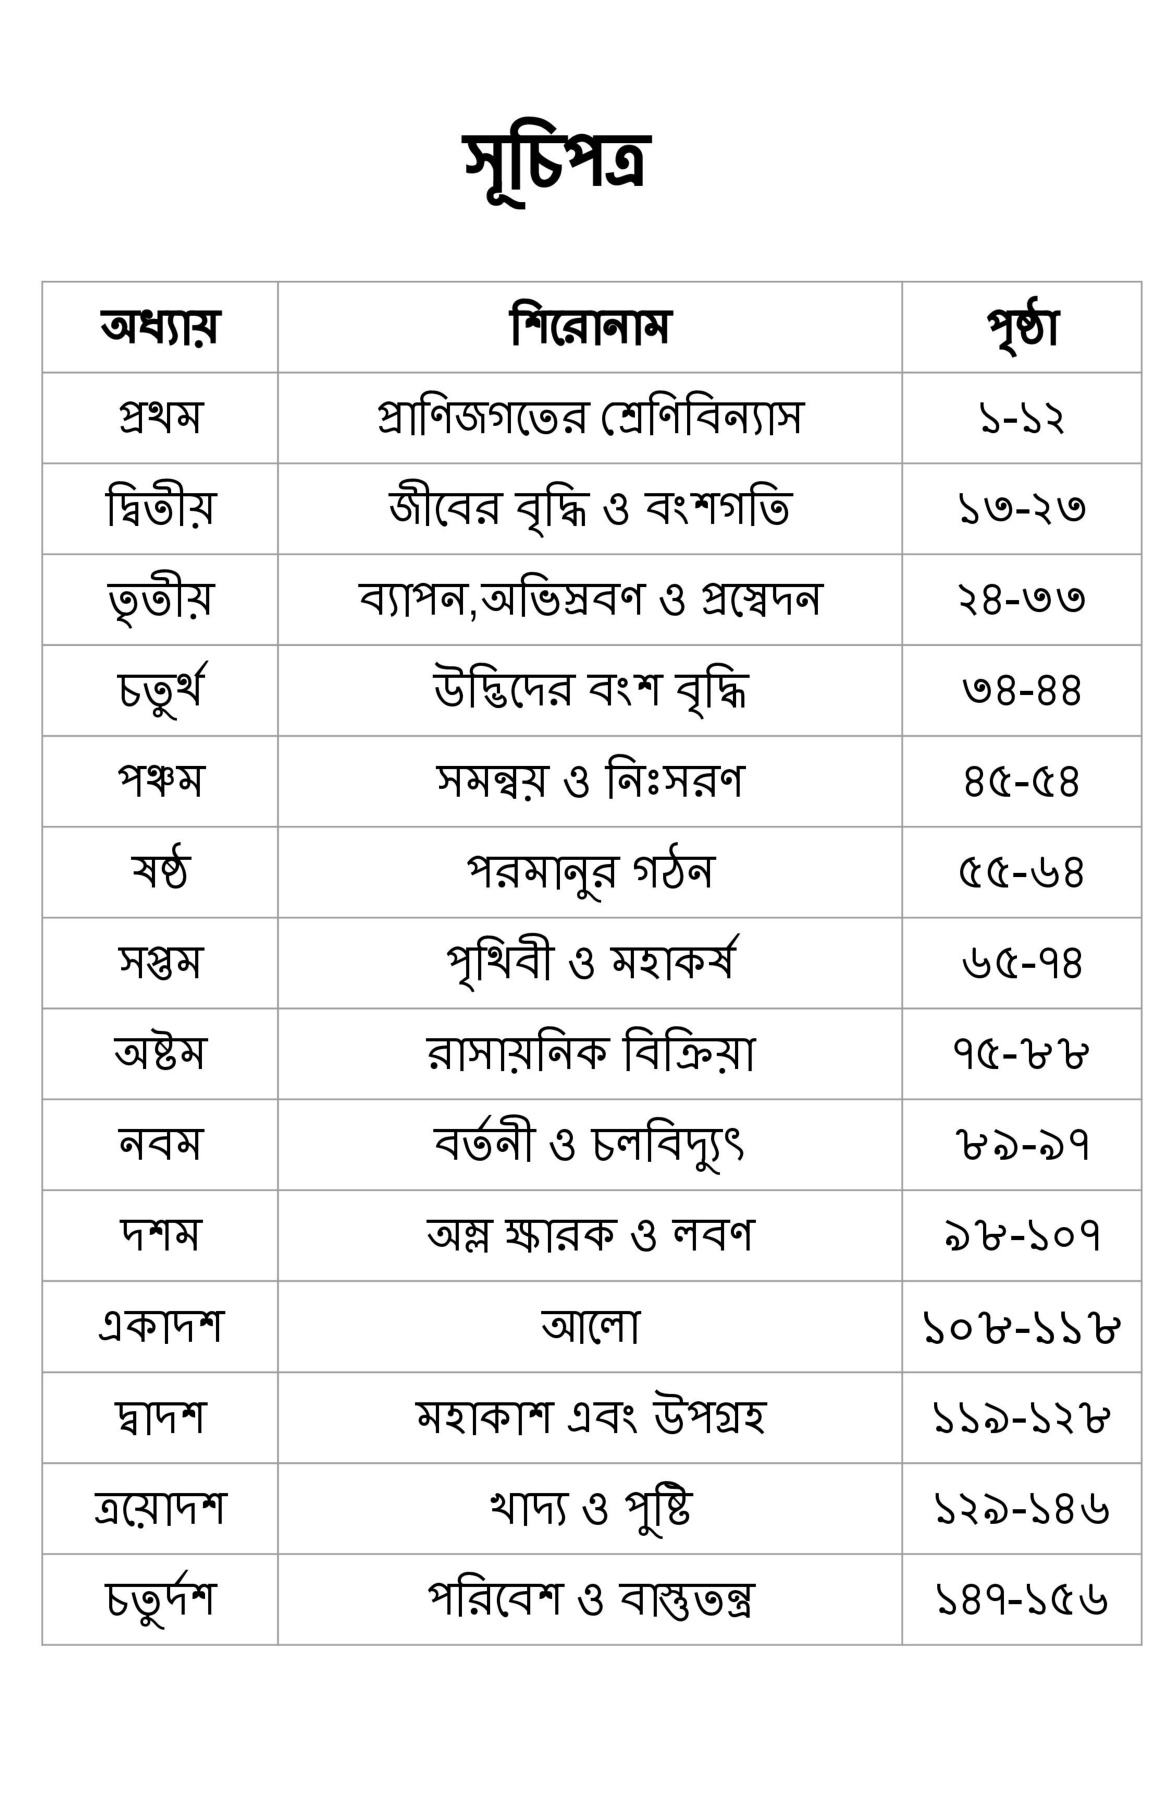 সূচিপত্র
অধ্যায় শিরোনাম পৃষ্ঠা
প্রথম প্রাণিজগতের শ্রেণিবিন্যাস ১-১২
দ্বিতীয় জীবের বৃদ্ধি ও বংশগতি ১৩-২৩
তৃতীয় ব্যাপন,অভিস্রবণ ও প্রস্বেদন ২৪-৩৩
চতুর্থ উদ্ভিদের বংশ বৃদ্ধি ৩৪-৪৪
পঞ্চম সমন্বয় ও নিঃসরণ ৪৫-৫৪
ষষ্ঠ পরমানুর গঠন ৫৫-৬৪
সপ্তম পৃথিবী ও মহাকর্ষ ৬৫-৭৪
অষ্টম রাসায়নিক বিক্রিয়া ৭৫-৮৮
নবম বর্তনী ও চলবিদ্যুৎ ৮৯-৯৭
দশম অম্ল ক্ষারক ও লবণ ৯৮-১০৭
একাদশ আলো ১০৮-১১৮
দ্বাদশ মহাকাশ এবং উপগ্রহ ১১৯-১২৮
ত্রয়োদশ খাদ্য ও পুষ্টি ১২৯-১৪৬
চতুর্দশ পরিবেশ ও বাস্তুতন্ত্র ১৪৭-১৫৬